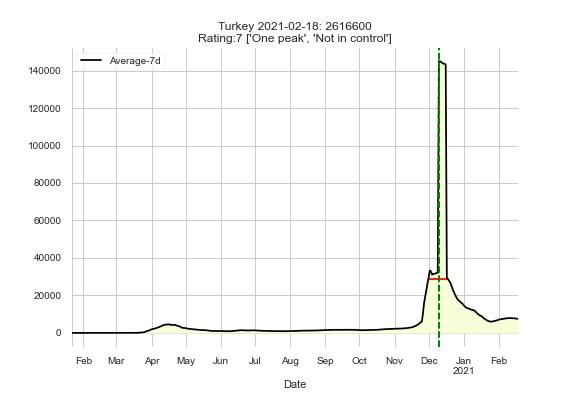 Turkey 2021-02-18: 2616600
Rating:7 ['One peak', 'Not in control']
Average-7d
140000
120000
100000
80000
60000
40000
20000
0
Feb Mar Apr May Jun Jul Aug Sep Oct Nov Dec Jan Feb
2021
Date